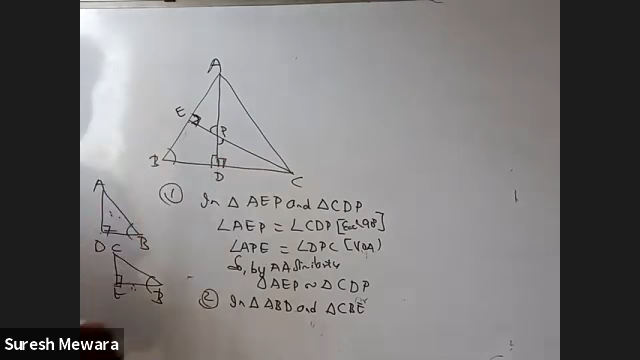 A
E
P
B
D
C
A
D
B
C
E
B
① In △ AEP and △CDP
∠AEP = ∠CDP [Each 90°]
∠APE = ∠DPC [VOA)
So, by AA Similarity
△AEP ~ △CDP
② In △ABD and △CBE
Suresh Mewara